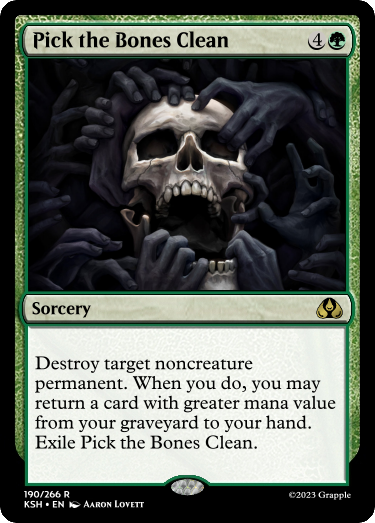 Pick the Bones Clean 4
Sorcery
Destroy target noncreature
permanent. When you do, you may
return a card with greater mana value
from your graveyard to your hand.
Exile Pick the Bones Clean.
190/266 R
KSH • EN Aaron Lovett
©2023 Grapple